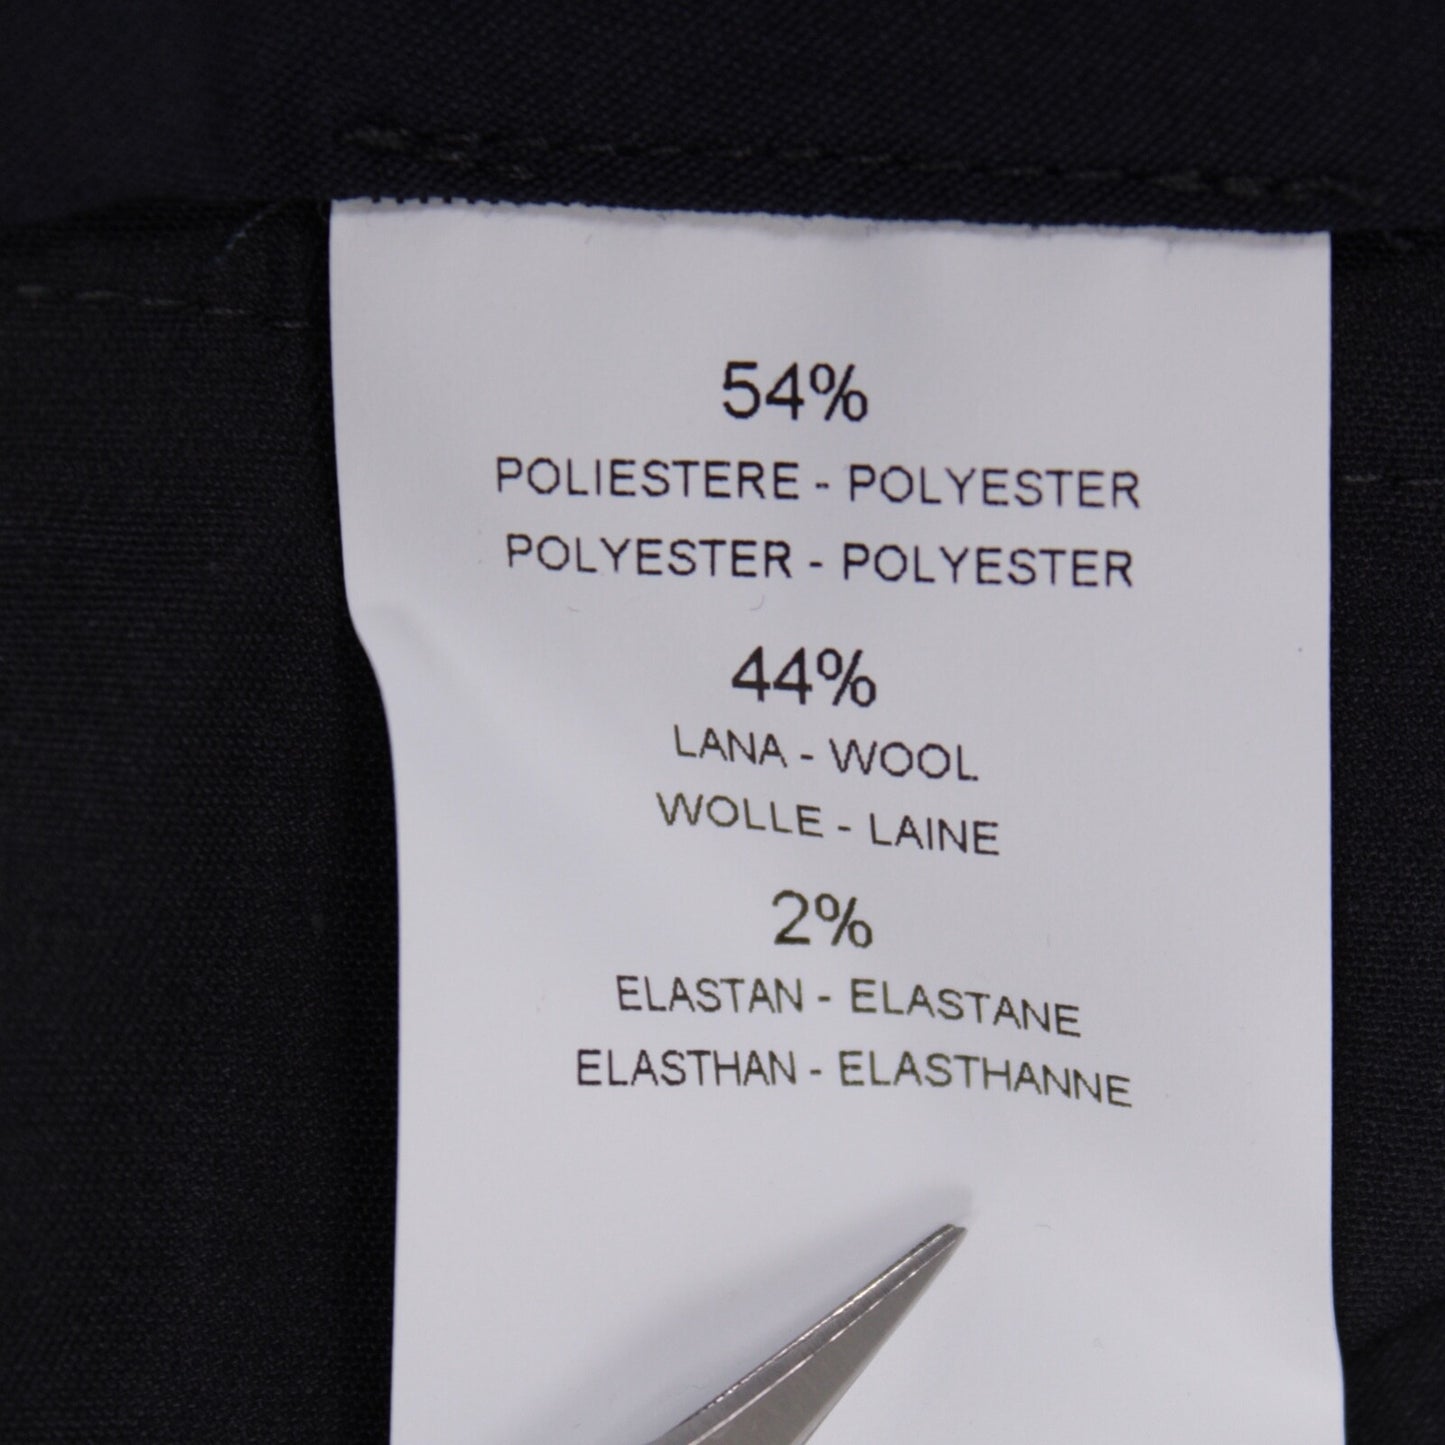 54%
POLIESTERE - POLYESTER
POLYESTER - POLYESTER
44%
LANA - WOOL
WOLLE - LAINE
2%
ELASTAN - ELASTANE
ELASTHAN - ELASTHANNE